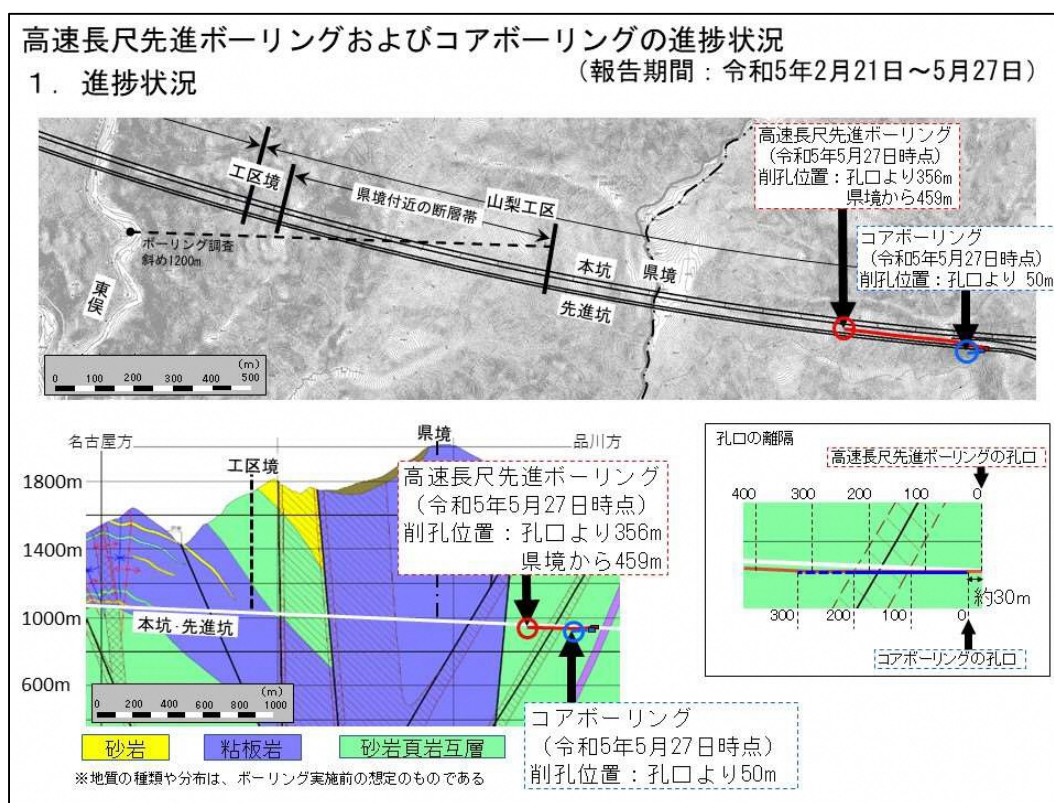 高速長尺先進ボーリングおよびコアボーリングの進捗状況
1. 進捗状況
(報告期間:令和5年2月21日~5月27日)
高速長尺先進ボーリング
(令和5年5月27日時点)
削孔位置:孔口より356m
県境から459m
コアボーリング
(令和5年5月27日時点)
削孔位置:孔口より 50m
工区境
県境付近の断層帯
山梨工区
ボーリング調査
斜め1200m
本坑
県境
先進坑
東俣
(m)
0 100 200 300 400 500
名古屋方
県境
品川方
工区境
1800m
1400m
1000m
600m
高速長尺先進ボーリング
(令和5年5月27日時点)
削孔位置:孔口より356m
県境から459m
本坑・先進坑
(m)
0 200 400 600 800 1000
コアボーリング
(令和5年5月27日時点)
削孔位置:孔口より50m
砂岩
粘板岩
砂岩頁岩互層
※地質の種類や分布は、ボーリング実施前の想定のものである
孔口の離隔
高速長尺先進ボーリングの孔口
400 300 200 100 0
約30m
300 200 100 0
コアボーリングの孔口